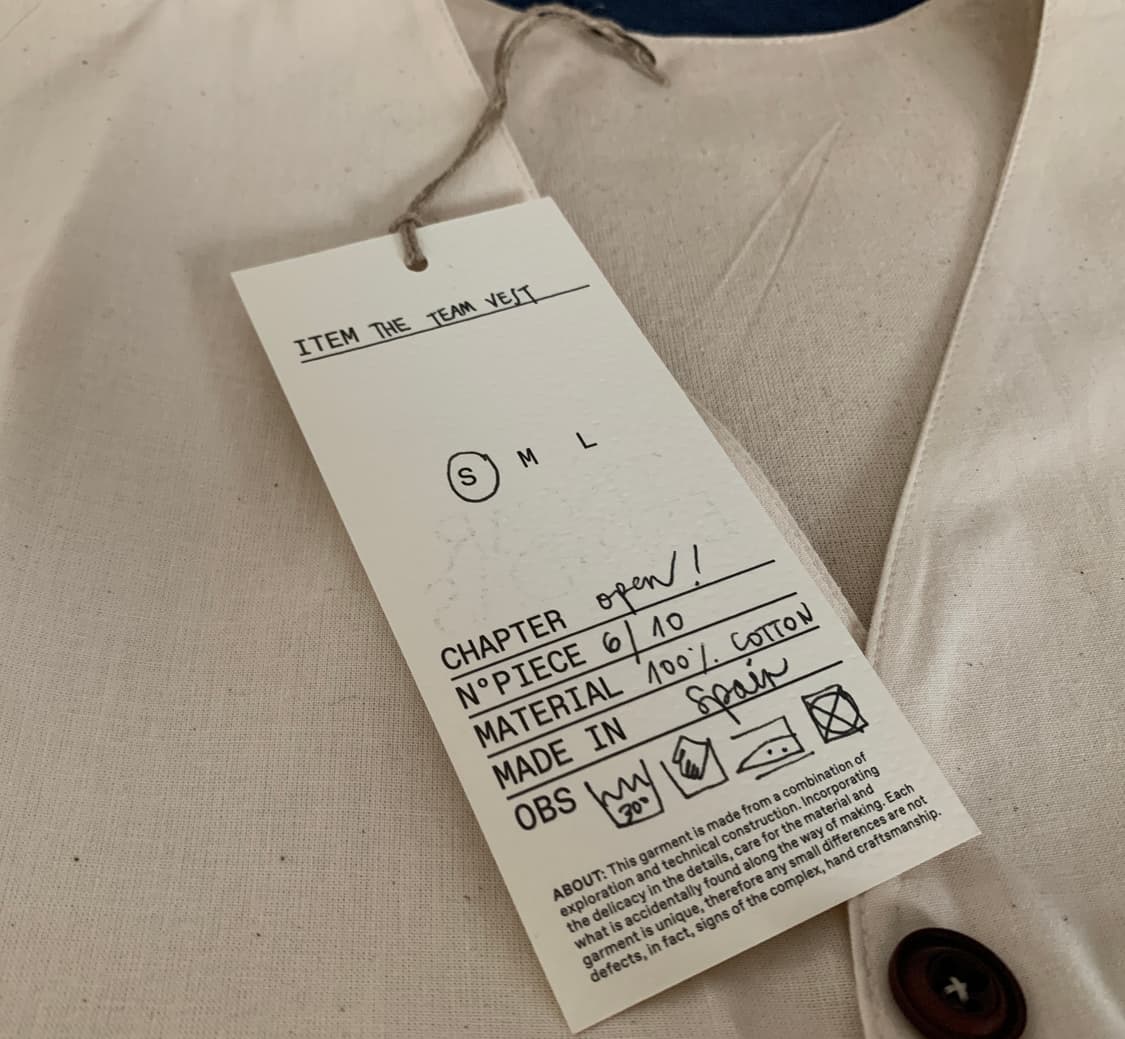 ITEM THE TEAM VEST
S M L
CHAPTER open!
N°PIECE 6/10
MATERIAL 100% COTTON
MADE IN Spain
OBS 30°
ABOUT: This garment is made from a combination of
exploration and technical construction. Incorporating
the delicacy in the details, care for the material and
what is accidentally found along the way of making. Each
garment is unique, therefore any small differences are not
defects, in fact, signs of the complex, hand craftsmanship.